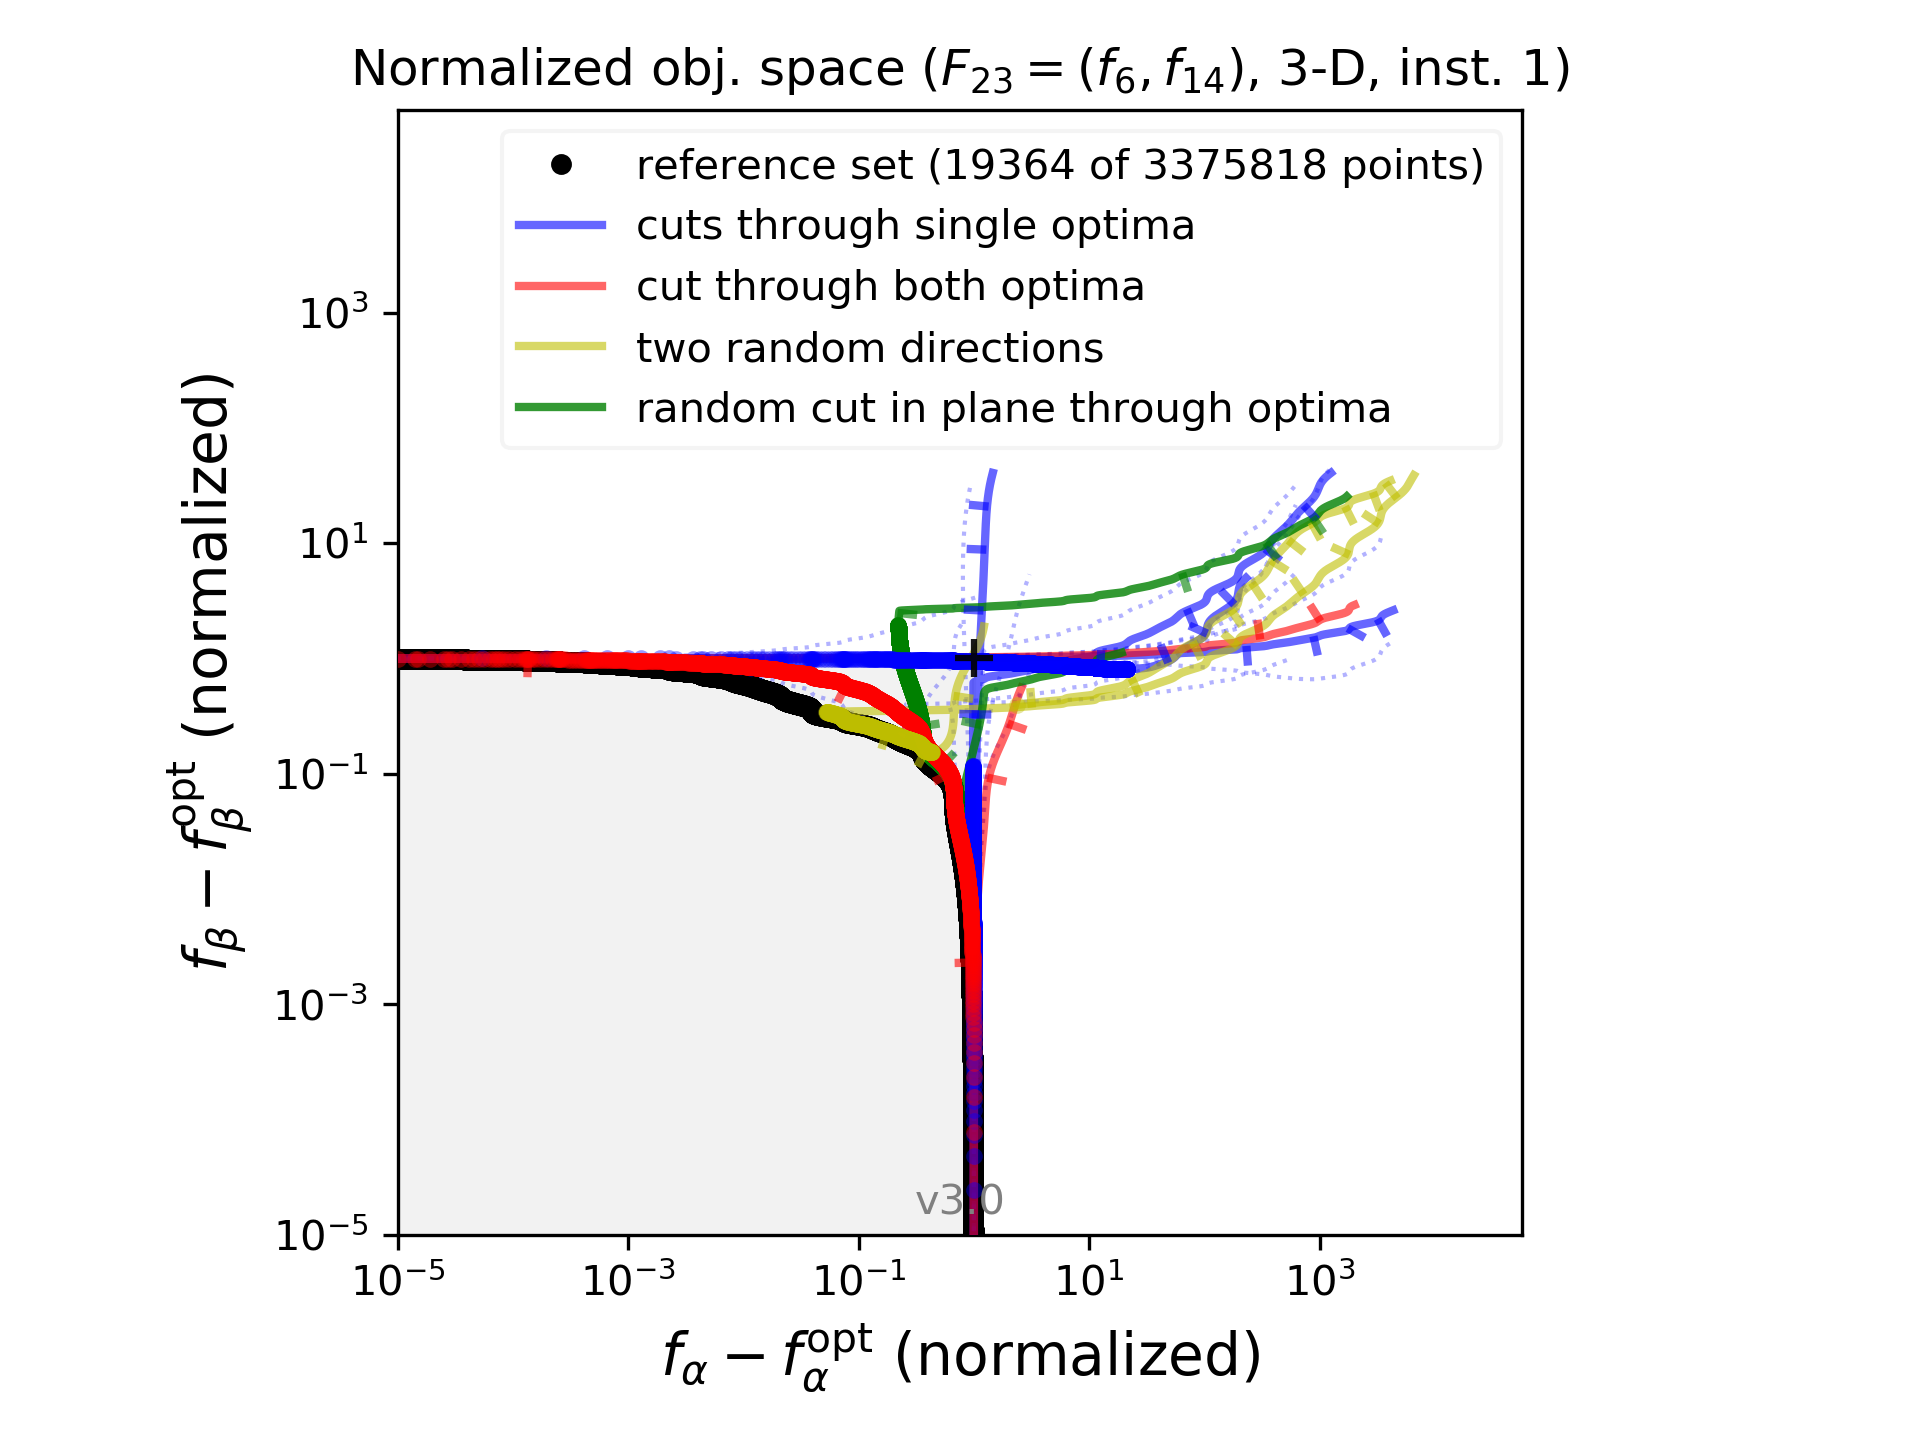 Normalized obj. space (F₂₃ = (f₆, f₁₄), 3-D, inst. 1)
reference set (19364 of 3375818 points)
cuts through single optima
cut through both optima
two random directions
random cut in plane through optima
10³
10¹
10⁻¹
10⁻³
10⁻⁵
f_β − f_β^opt (normalized)
v3.0
10⁻⁵ 10⁻³ 10⁻¹ 10¹ 10³
f_α − f_α^opt (normalized)